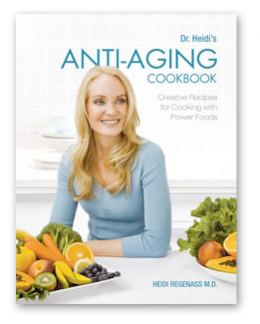 Dr. Heidi's
ANTI-AGING
COOKBOOK
Creative Recipes
for Cooking with
Power Foods
HEIDI REGENASS M.D.